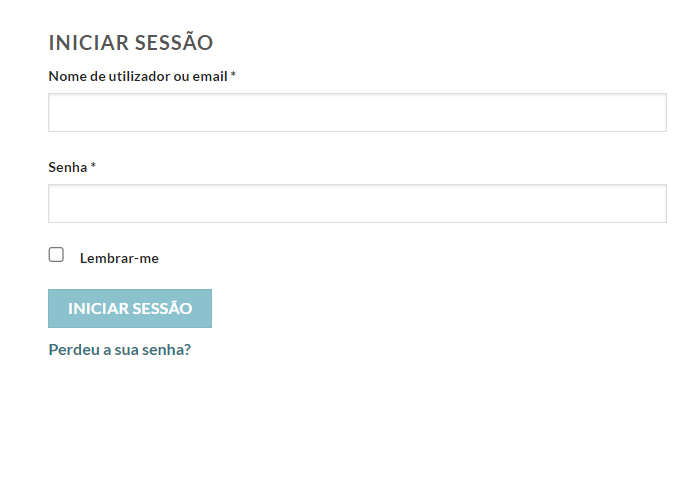 INICIAR SESSÃO
Nome de utilizador ou email *
Senha *
Lembrar-me
INICIAR SESSÃO
Perdeu a sua senha?